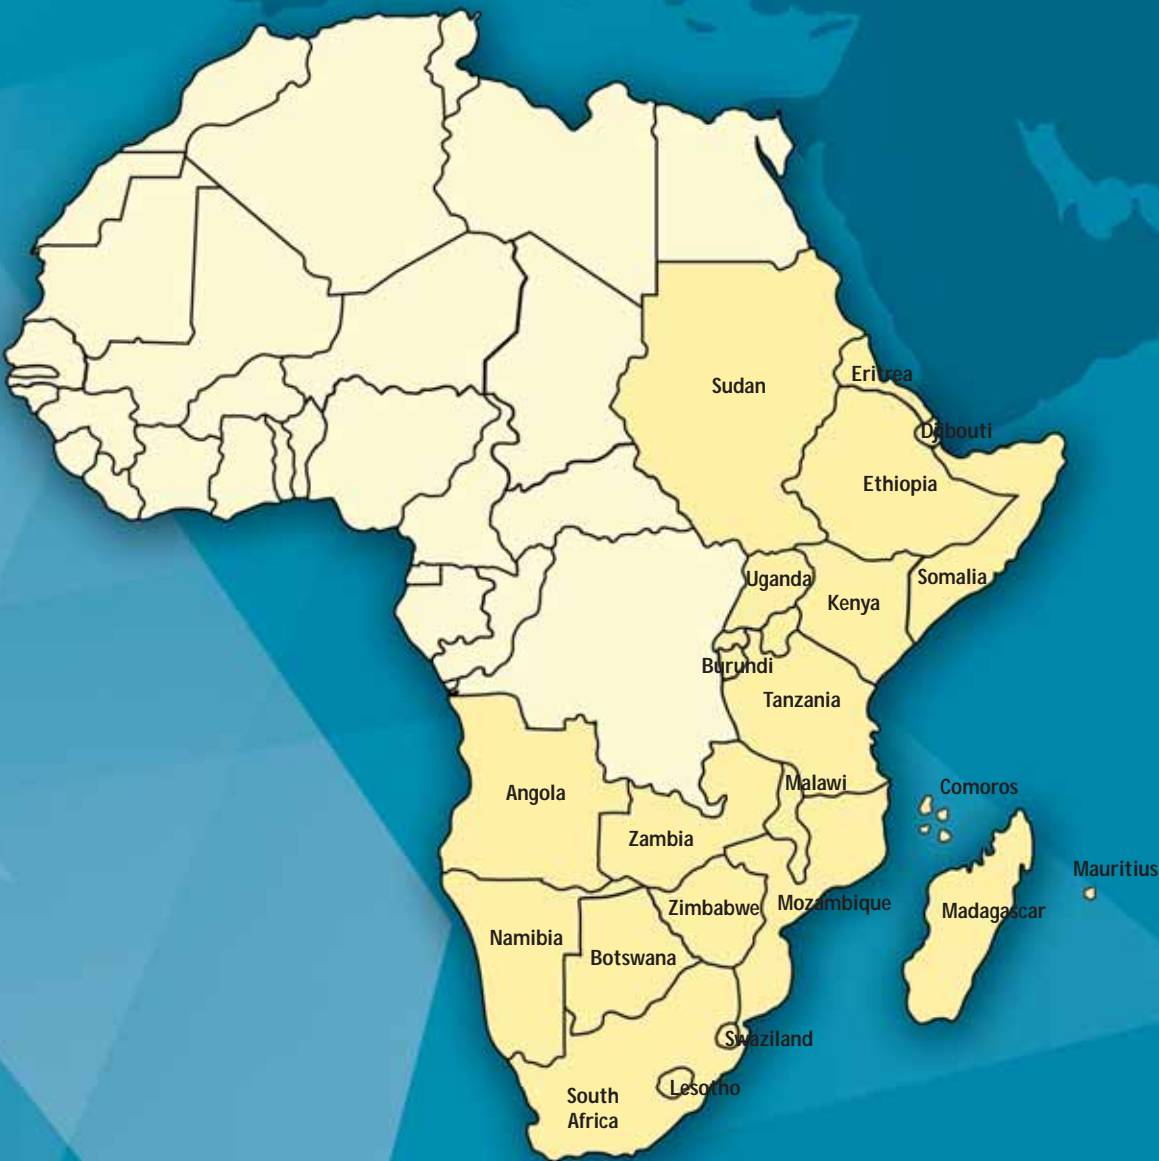 Eritrea
Sudan
Djibouti
Ethiopia
Somalia
Uganda
Kenya
Burundi
Tanzania
Malawi
Comoros
Angola
Zambia
Mauritius
Mozambique
Zimbabwe
Madagascar
Namibia
Botswana
Swaziland
Lesotho
South
Africa